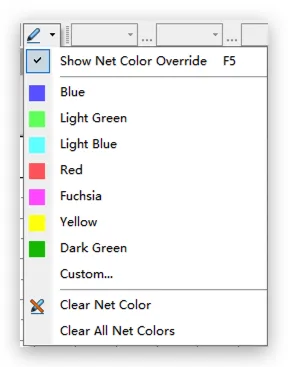 ... ...
Show Net Color Override F5
Blue
Light Green
Light Blue
Red
Fuchsia
Yellow
Dark Green
Custom...
Clear Net Color
Clear All Net Colors